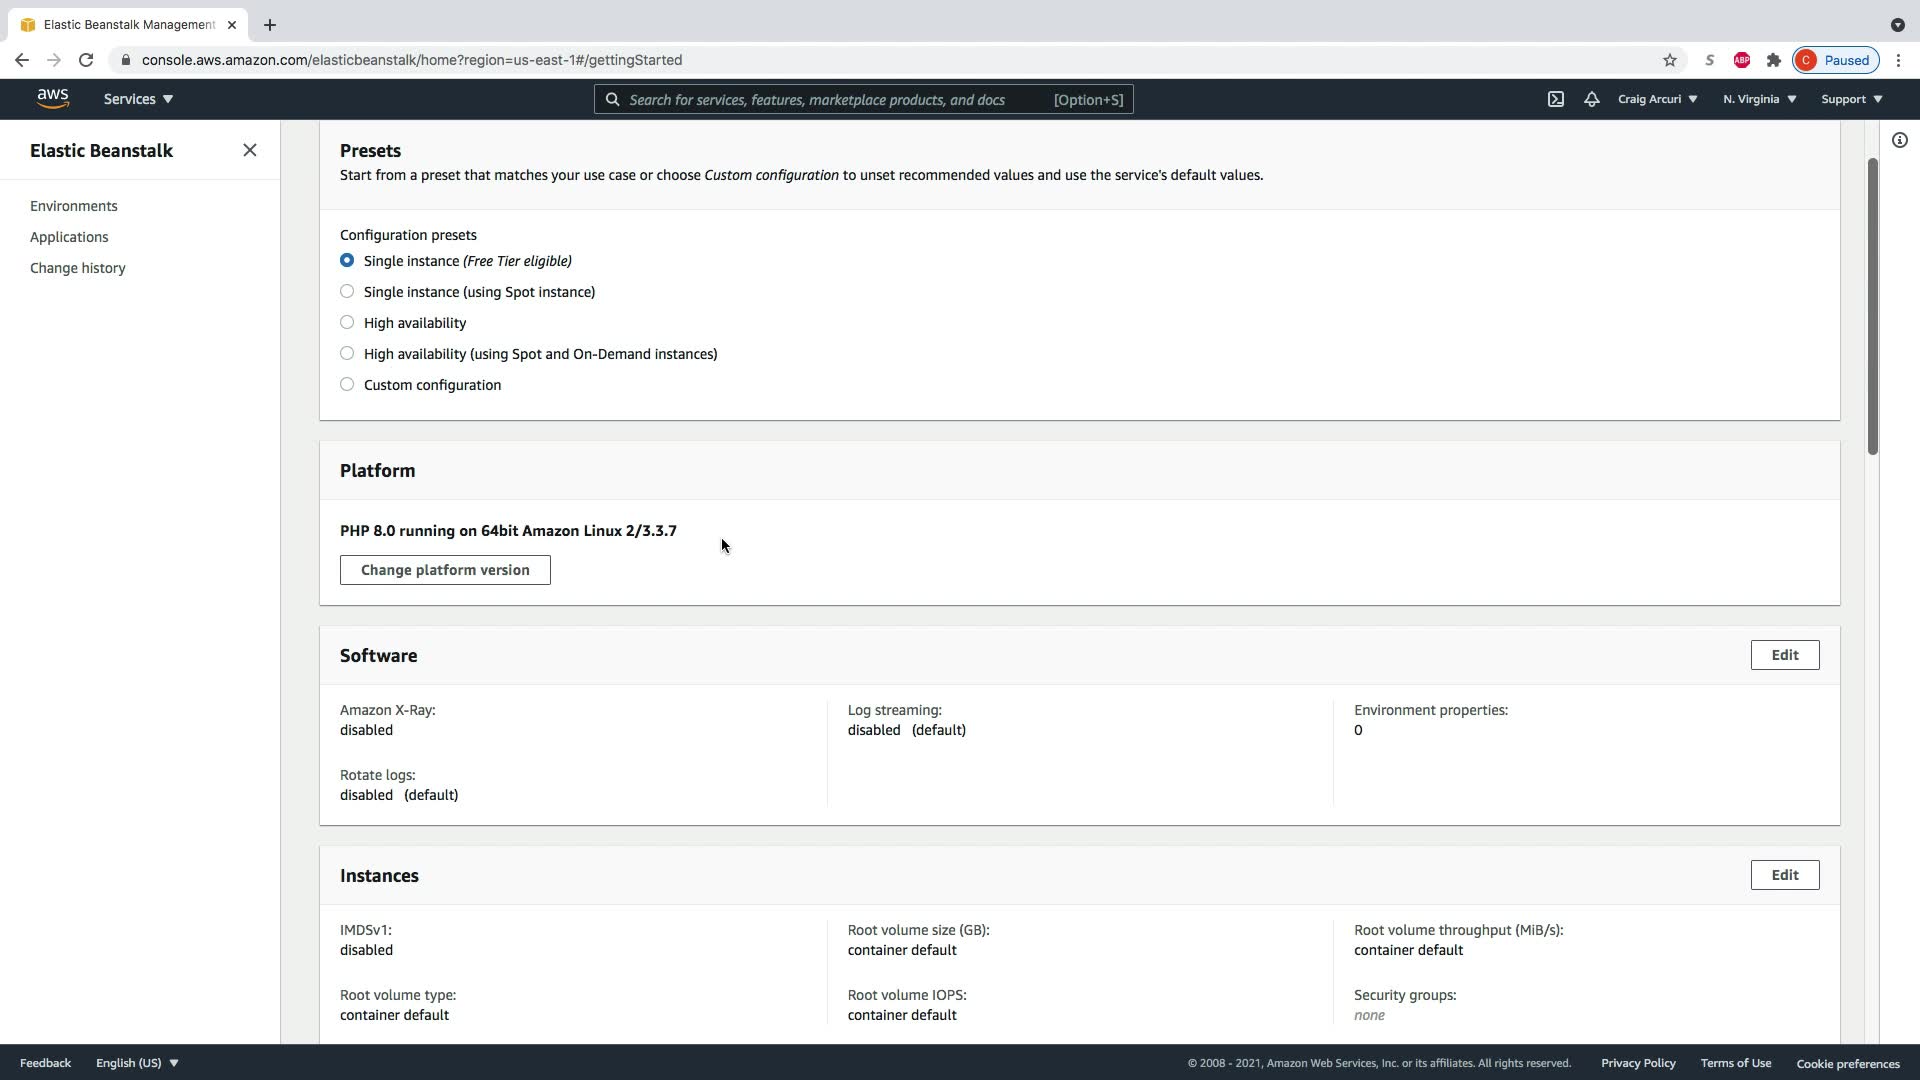 Elastic Beanstalk Management
console.aws.amazon.com/elasticbeanstalk/home?region=us-east-1#/gettingStarted
S
ABP
C
Paused
aws
Services
Search for services, features, marketplace products, and docs
[Option+S]
Craig Arcuri
N. Virginia
Support
Elastic Beanstalk
Environments
Applications
Change history
Presets
Start from a preset that matches your use case or choose Custom configuration to unset recommended values and use the service's default values.
Configuration presets
Single instance (Free Tier eligible)
Single instance (using Spot instance)
High availability
High availability (using Spot and On-Demand instances)
Custom configuration
Platform
PHP 8.0 running on 64bit Amazon Linux 2/3.3.7
Change platform version
Software
Edit
Amazon X-Ray:
disabled
Rotate logs:
disabled (default)
Log streaming:
disabled (default)
Environment properties:
0
Instances
Edit
IMDSv1:
disabled
Root volume type:
container default
Root volume size (GB):
container default
Root volume IOPS:
container default
Root volume throughput (MiB/s):
container default
Security groups:
none
Feedback
English (US)
© 2008 - 2021, Amazon Web Services, Inc. or its affiliates. All rights reserved.
Privacy Policy
Terms of Use
Cookie preferences